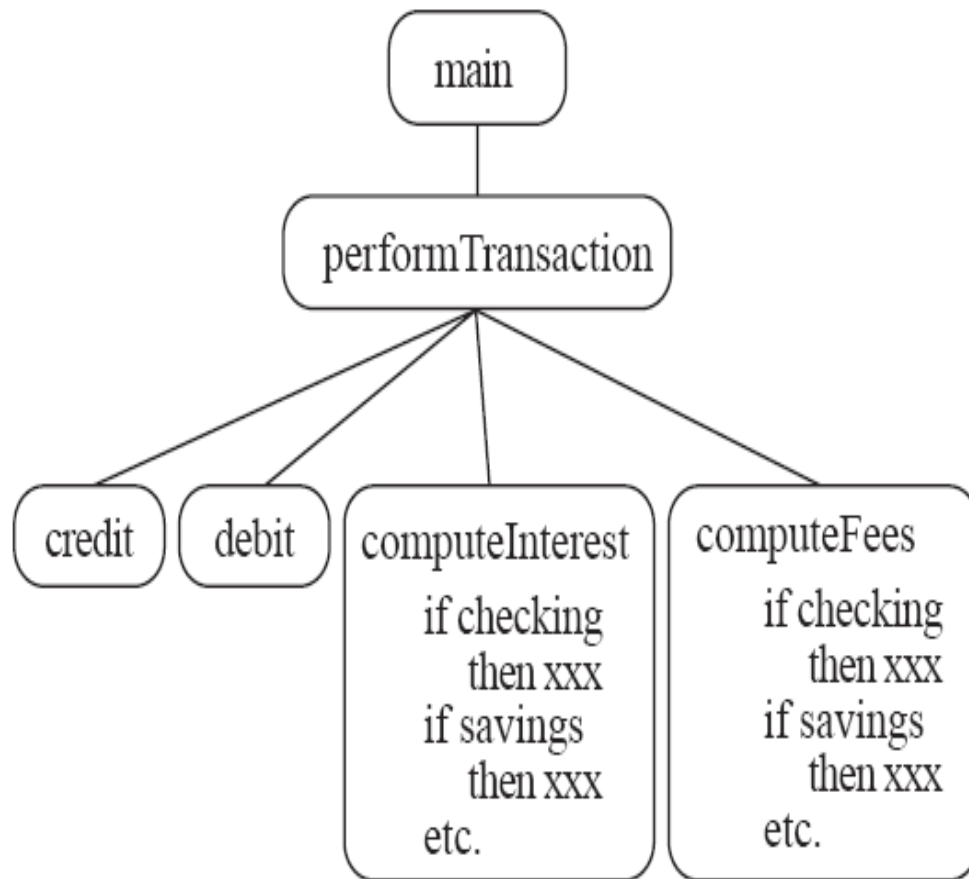 main
performTransaction
credit
debit
computeInterest
if checking
then xxx
if savings
then xxx
etc.
computeFees
if checking
then xxx
if savings
then xxx
etc.